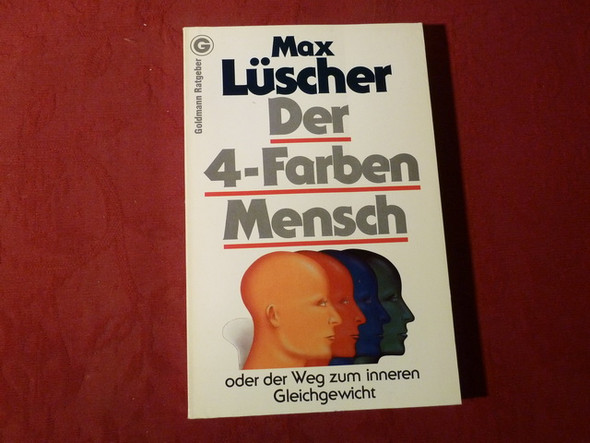 G
Goldmann Ratgeber
Max
Lüscher
Der
4-Farben
Mensch
oder der Weg zum inneren
Gleichgewicht